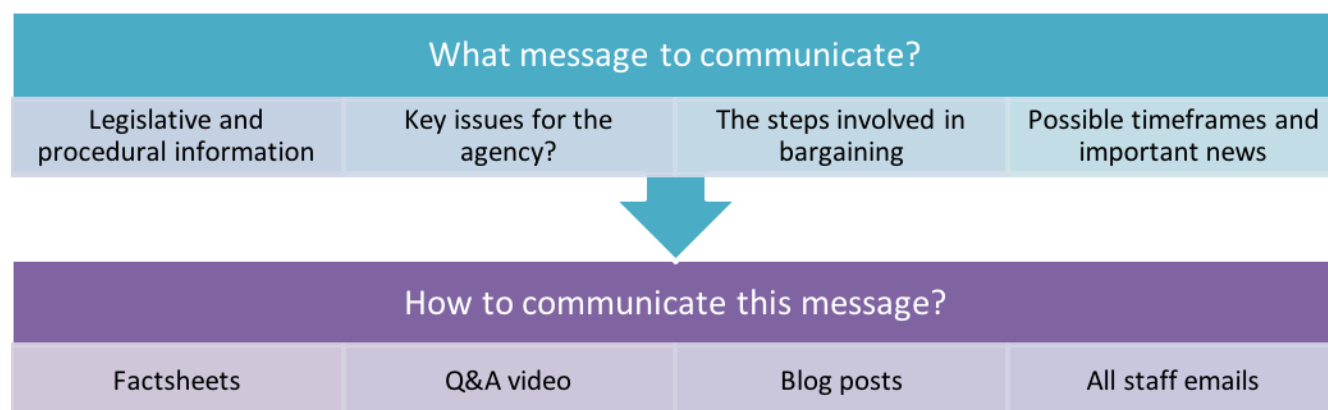 What message to communicate?
Legislative and
procedural information
Key issues for the
agency?
The steps involved in
bargaining
Possible timeframes and
important news
How to communicate this message?
Factsheets
Q&A video
Blog posts
All staff emails